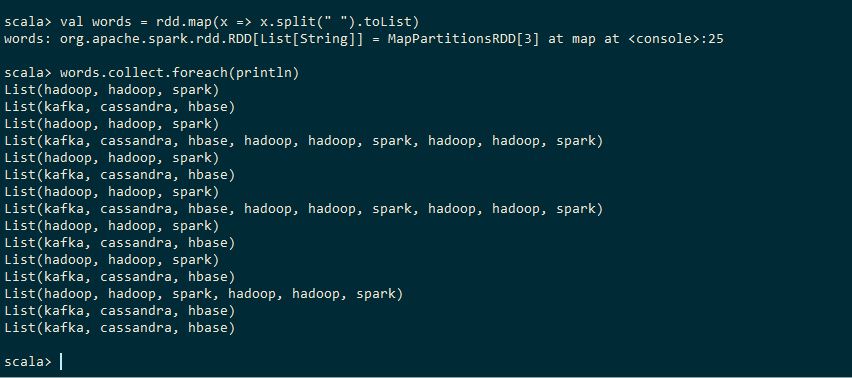 scala> val words = rdd.map(x => x.split(" ").toList)
words: org.apache.spark.rdd.RDD[List[String]] = MapPartitionsRDD[3] at map at <console>:25
scala> words.collect.foreach(println)
List(hadoop, hadoop, spark)
List(kafka, cassandra, hbase)
List(hadoop, hadoop, spark)
List(kafka, cassandra, hbase, hadoop, hadoop, spark, hadoop, hadoop, spark)
List(hadoop, hadoop, spark)
List(kafka, cassandra, hbase)
List(hadoop, hadoop, spark)
List(kafka, cassandra, hbase, hadoop, hadoop, spark, hadoop, hadoop, spark)
List(hadoop, hadoop, spark)
List(kafka, cassandra, hbase)
List(hadoop, hadoop, spark)
List(kafka, cassandra, hbase)
List(hadoop, hadoop, spark, hadoop, hadoop, spark)
List(kafka, cassandra, hbase)
List(kafka, cassandra, hbase)
scala>